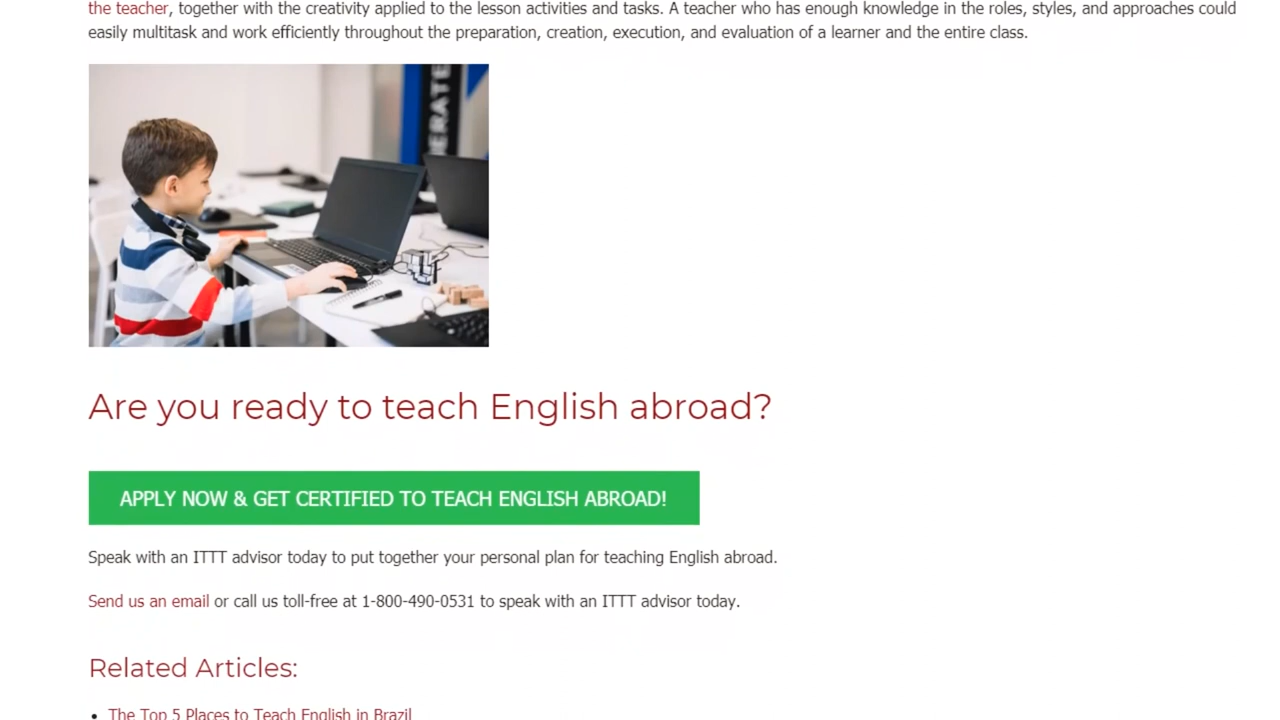 the teacher, together with the creativity applied to the lesson activities and tasks. A teacher who has enough knowledge in the roles, styles, and approaches could
easily multitask and work efficiently throughout the preparation, creation, execution, and evaluation of a learner and the entire class.
ERATE
Are you ready to teach English abroad?
APPLY NOW & GET CERTIFIED TO TEACH ENGLISH ABROAD!
Speak with an ITTT advisor today to put together your personal plan for teaching English abroad.
Send us an email or call us toll-free at 1-800-490-0531 to speak with an ITTT advisor today.
Related Articles:
• The Top 5 Places to Teach English in Brazil